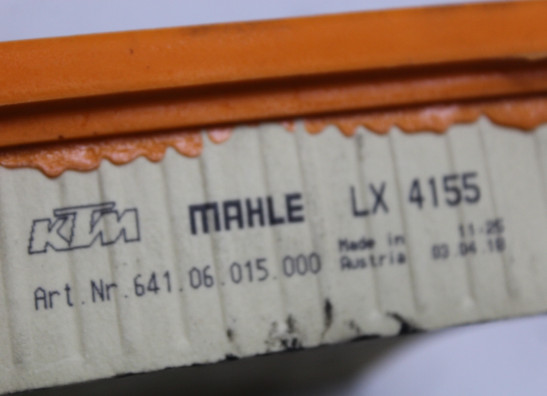 KTM MAHLE LX 4155
Art.Nr.641.06.015.000
Made in 11:25
Austria 03.04.18